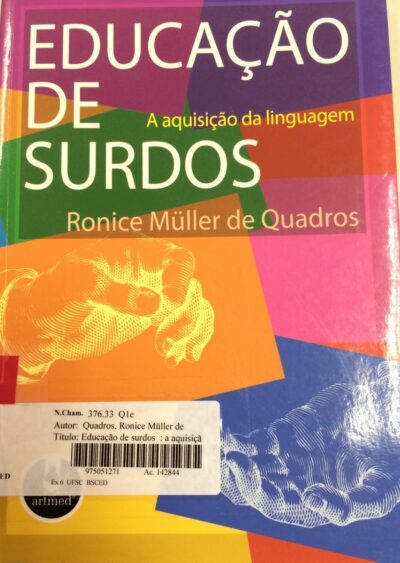 EDUCAÇÃO
DE
A aquisição da linguagem
SURDOS
Ronice Müller de Quadros
N.Cham. 376.33 Q1e
Autor: Quadros, Ronice Müller de
Título: Educação de surdos : a aquisiçã
975051271 Ac. 142844
Ex.6 UFSC BSCED
ED
artmed